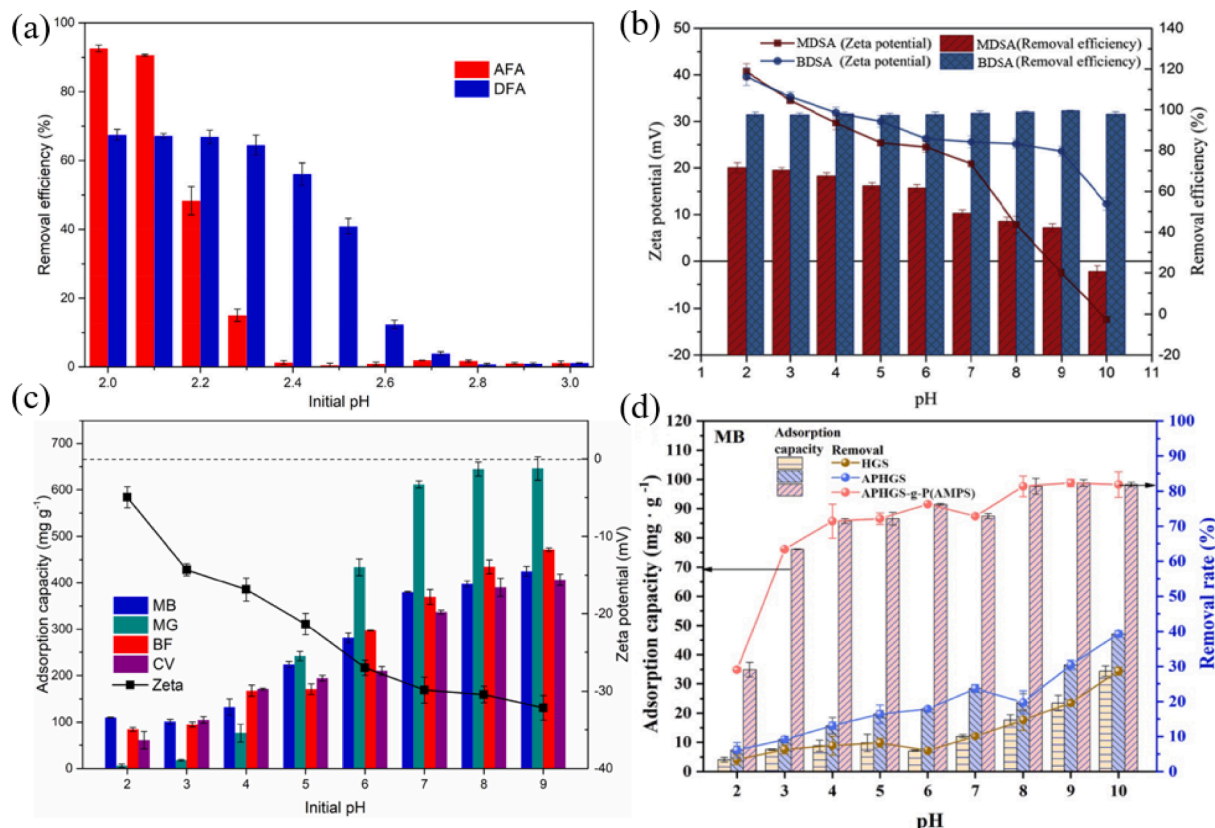 (a)
100
80
60
40
20
0
Removal efficiency (%)
AFA
DFA
2.0 2.2 2.4 2.6 2.8 3.0
Initial pH
(b)
50
40
30
20
10
0
-10
-20
Zeta potential (mV)
MDSA (Zeta potential) MDSA (Removal efficiency)
BDSA (Zeta potential) BDSA (Removal efficiency)
140
120
100
80
60
40
20
0
-20
Removal efficiency (%)
1 2 3 4 5 6 7 8 9 10 11
pH
(c)
700
650
600
550
500
450
400
350
300
250
200
150
100
50
0
Adsorption capacity (mg g⁻¹)
MB
MG
BF
CV
Zeta
0
-10
-20
-30
-40
Zeta potential (mV)
2 3 4 5 6 7 8 9
Initial pH
(d)
120
110
100
90
80
70
60
50
40
30
20
10
0
Adsorption capacity (mg · g⁻¹)
MB
Adsorption capacity
Removal
HGS
APHGS
APHGS-g-P(AMPS)
100
90
80
70
60
50
40
30
20
10
0
Removal rate (%)
2 3 4 5 6 7 8 9 10
pH